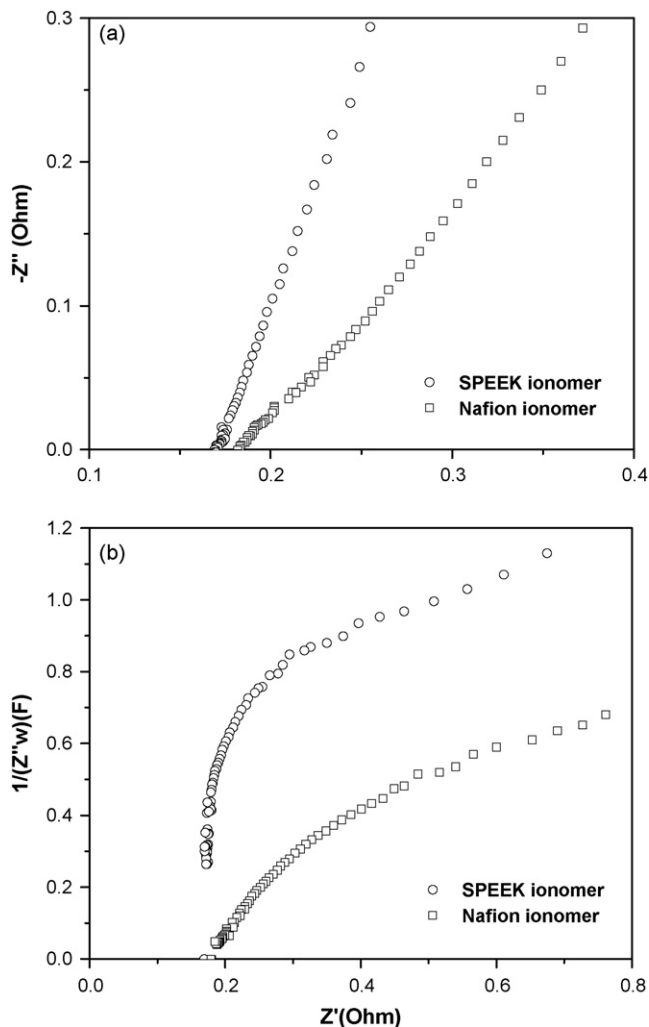 (a)
0.3
0.2
0.1
0.0
-Z'' (Ohm)
SPEEK ionomer
Nafion ionomer
0.1 0.2 0.3 0.4
(b)
1.2
1.0
0.8
0.6
0.4
0.2
0.0
1/(Z''w)(F)
SPEEK ionomer
Nafion ionomer
0.0 0.2 0.4 0.6 0.8
Z'(Ohm)